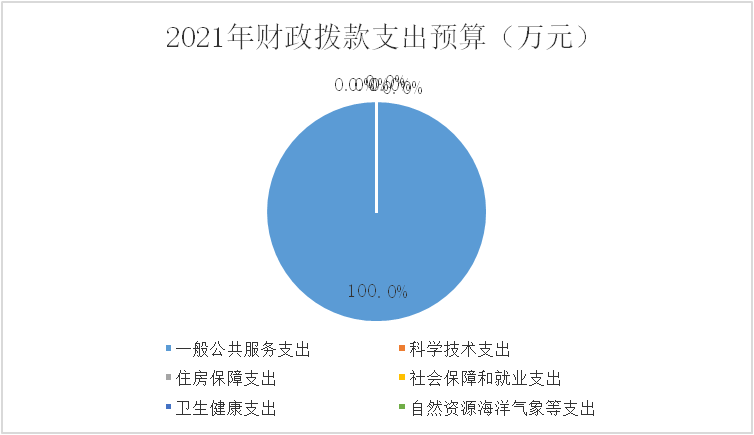 2021年财政拨款支出预算（万元）
0.0%
100.0%
一般公共服务支出 科学技术支出
住房保障支出 社会保障和就业支出
卫生健康支出 自然资源海洋气象等支出